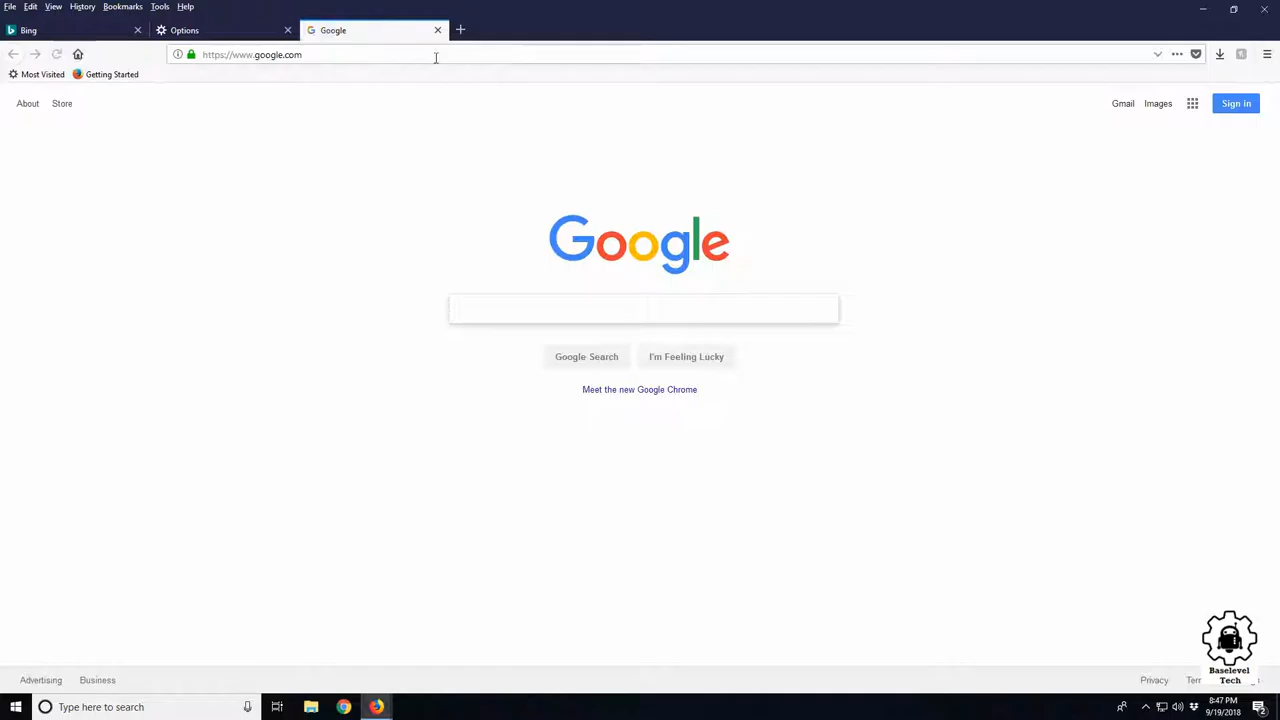 File Edit View History Bookmarks Tools Help
Bing Options Google
https://www.google.com
Most Visited Getting Started
About Store Gmail Images Sign in
Google
Google Search I'm Feeling Lucky
Meet the new Google Chrome
Baselevel
Tech
Advertising Business Privacy
Type here to search
8:47 PM
9/19/2018
2